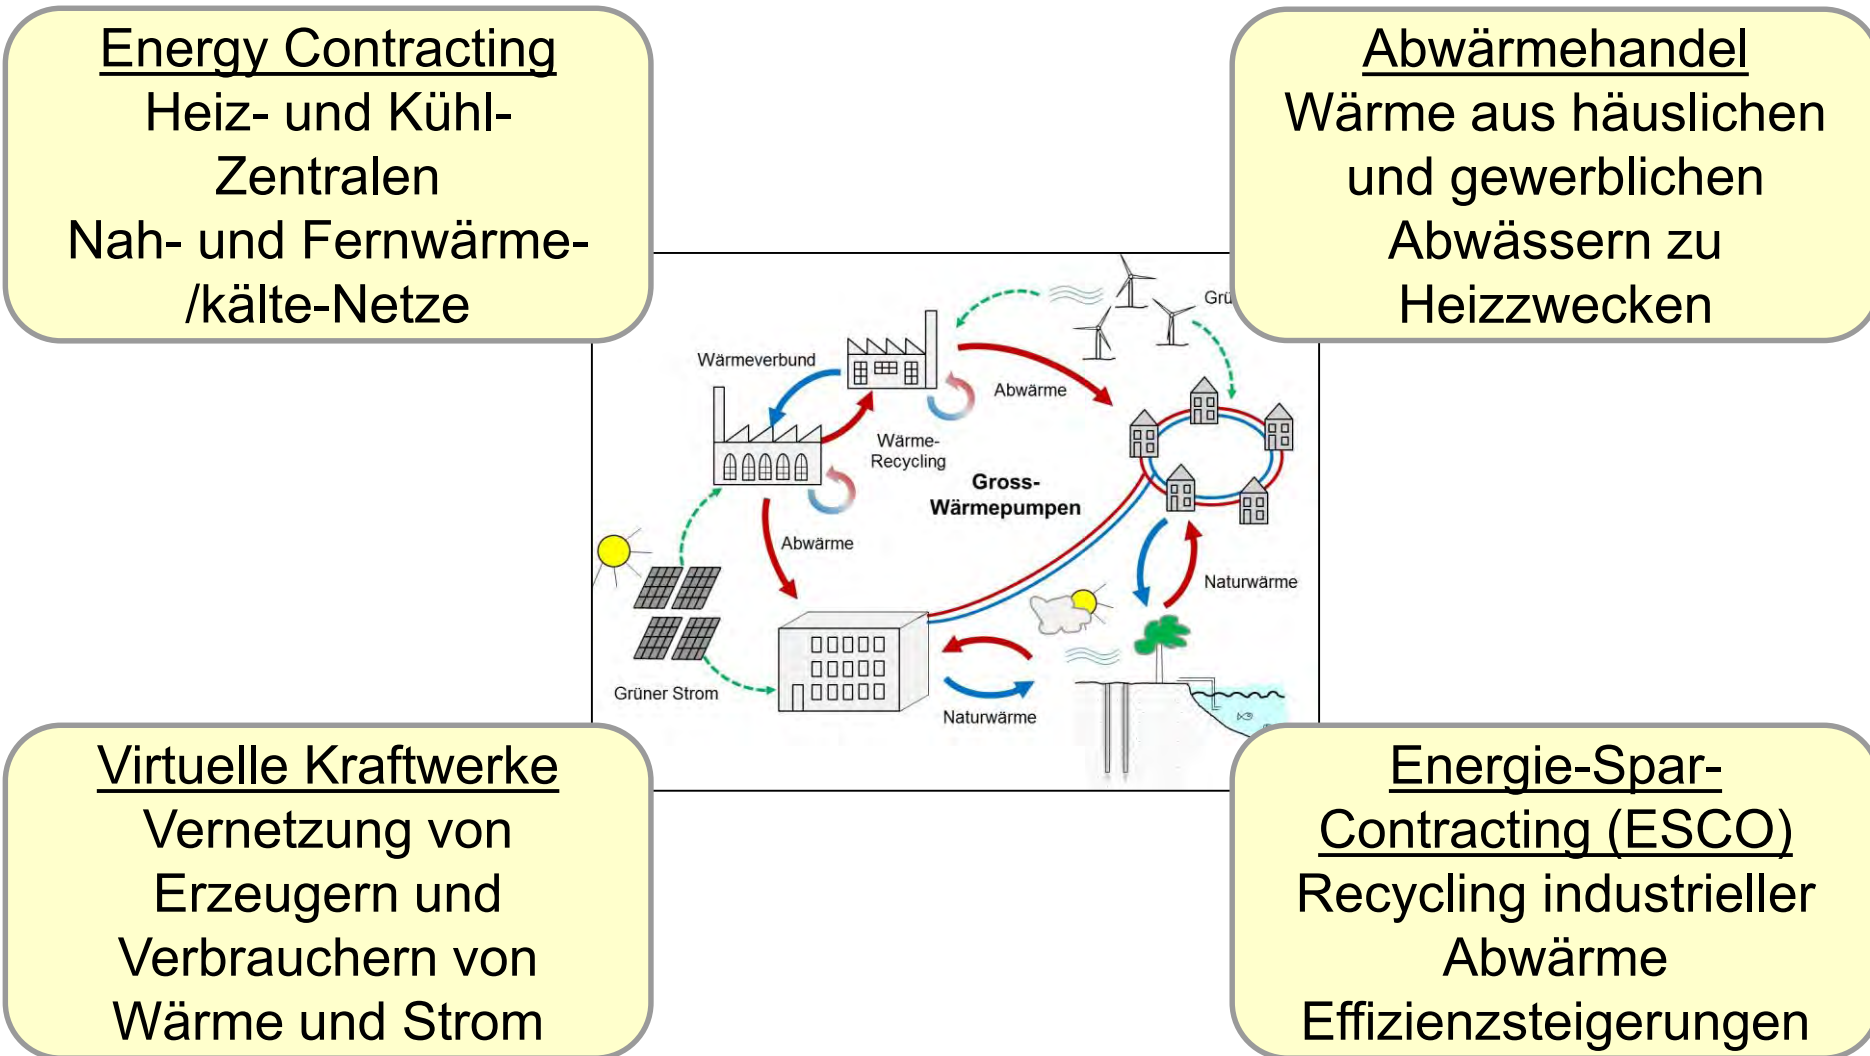 Energy Contracting
Heiz- und Kühl-
Zentralen
Nah- und Fernwärme-
/kälte-Netze
Abwärmehandel
Wärme aus häuslichen
und gewerblichen
Abwässern zu
Heizzwecken
Wärmeverbund
Abwärme
Wärme-
Recycling
Gross-
Wärmepumpen
Abwärme
Naturwärme
Grüner Strom
Naturwärme
Virtuelle Kraftwerke
Vernetzung von
Erzeugern und
Verbrauchern von
Wärme und Strom
Energie-Spar-
Contracting (ESCO)
Recycling industrieller
Abwärme
Effizienzsteigerungen